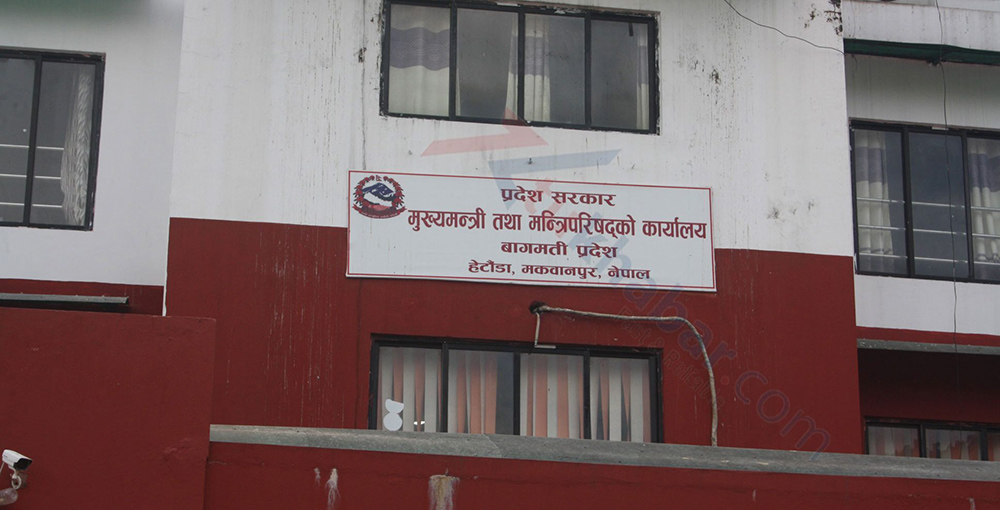 प्रदेश सरकार
मुख्यमन्त्री तथा मन्त्रिपरिषद्को कार्यालय
बागमती प्रदेश
हेटौंडा, मकवानपुर, नेपाल